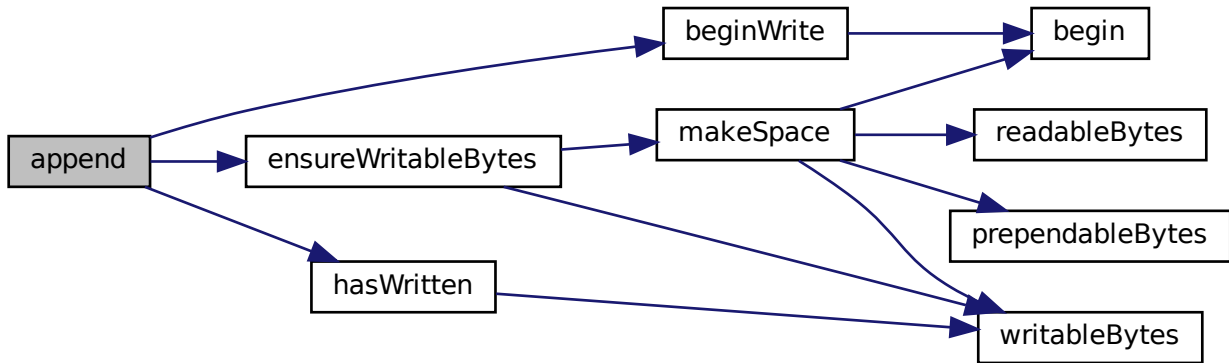 beginWrite
begin
makeSpace
readableBytes
append
ensureWritableBytes
prependableBytes
hasWritten
writableBytes